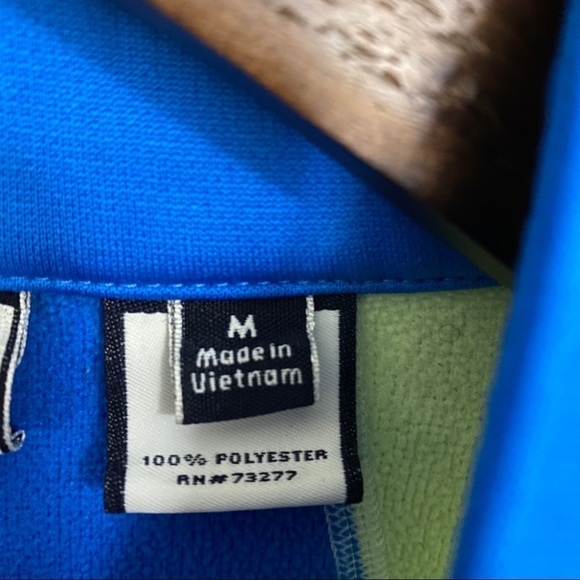 M
Made in
Vietnam
100% POLYESTER
RN#73277